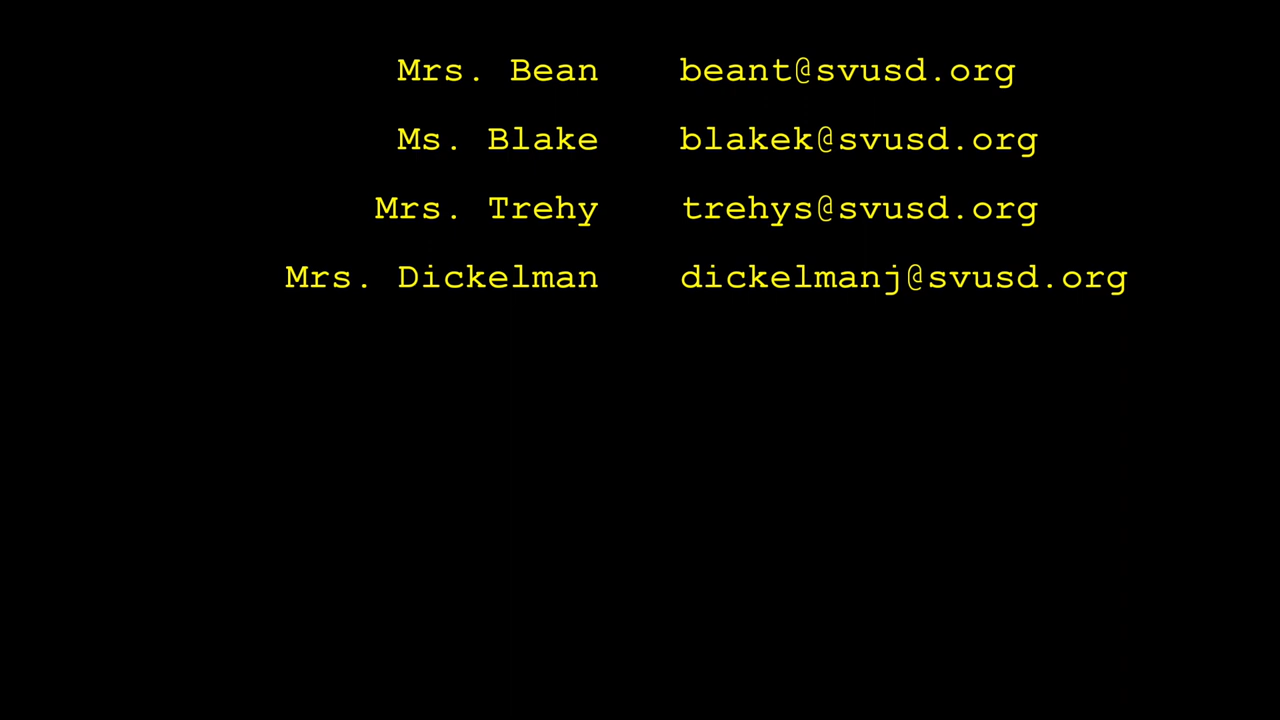 Mrs. Bean beant@svusd.org
Ms. Blake blakek@svusd.org
Mrs. Trehy trehys@svusd.org
Mrs. Dickelman dickelmanj@svusd.org